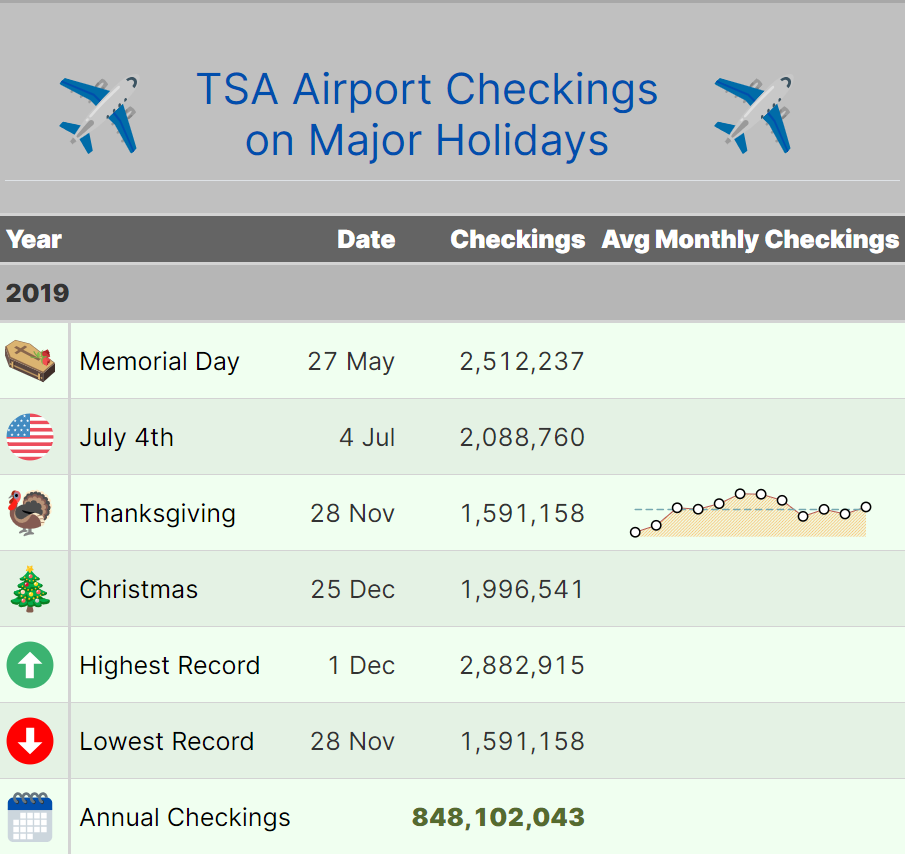 TSA Airport Checkings
on Major Holidays
Year Date Checkings Avg Monthly Checkings
2019
Memorial Day 27 May 2,512,237
July 4th 4 Jul 2,088,760
Thanksgiving 28 Nov 1,591,158
Christmas 25 Dec 1,996,541
Highest Record 1 Dec 2,882,915
Lowest Record 28 Nov 1,591,158
Annual Checkings 848,102,043